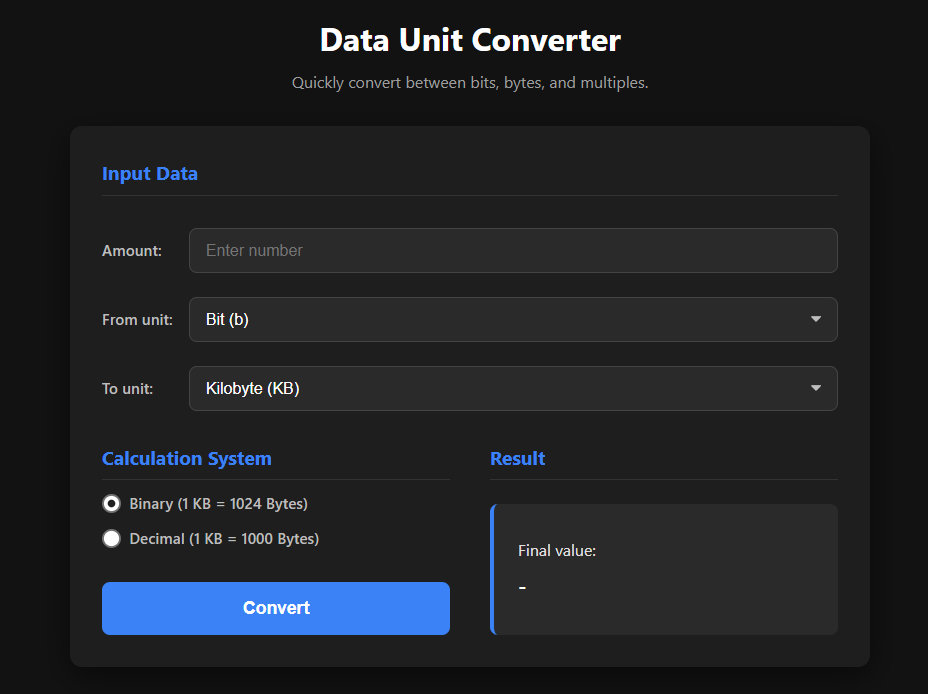 Data Unit Converter
Quickly convert between bits, bytes, and multiples.
Input Data
Amount:
Enter number
From unit:
Bit (b)
To unit:
Kilobyte (KB)
Calculation System
Binary (1 KB = 1024 Bytes)
Decimal (1 KB = 1000 Bytes)
Convert
Result
Final value:
-